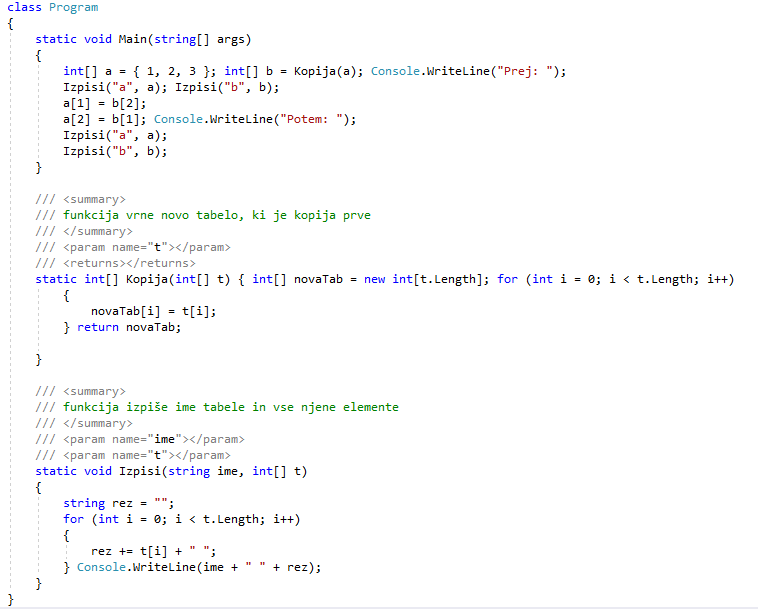 class Program
{
    static void Main(string[] args)
    {
        int[] a = { 1, 2, 3 }; int[] b = Kopija(a); Console.WriteLine("Prej: ");
        Izpisi("a", a); Izpisi("b", b);
        a[1] = b[2];
        a[2] = b[1]; Console.WriteLine("Potem: ");
        Izpisi("a", a);
        Izpisi("b", b);
    }
    /// <summary>
    /// funkcija vrne novo tabelo, ki je kopija prve
    /// </summary>
    /// <param name="t"></param>
    /// <returns></returns>
    static int[] Kopija(int[] t) { int[] novaTab = new int[t.Length]; for (int i = 0; i < t.Length; i++)
        {
            novaTab[i] = t[i];
        } return novaTab;
    }
    /// <summary>
    /// funkcija izpiše ime tabele in vse njene elemente
    /// </summary>
    /// <param name="ime"></param>
    /// <param name="t"></param>
    static void Izpisi(string ime, int[] t)
    {
        string rez = "";
        for (int i = 0; i < t.Length; i++)
        {
            rez += t[i] + " ";
        } Console.WriteLine(ime + " " + rez);
    }
}